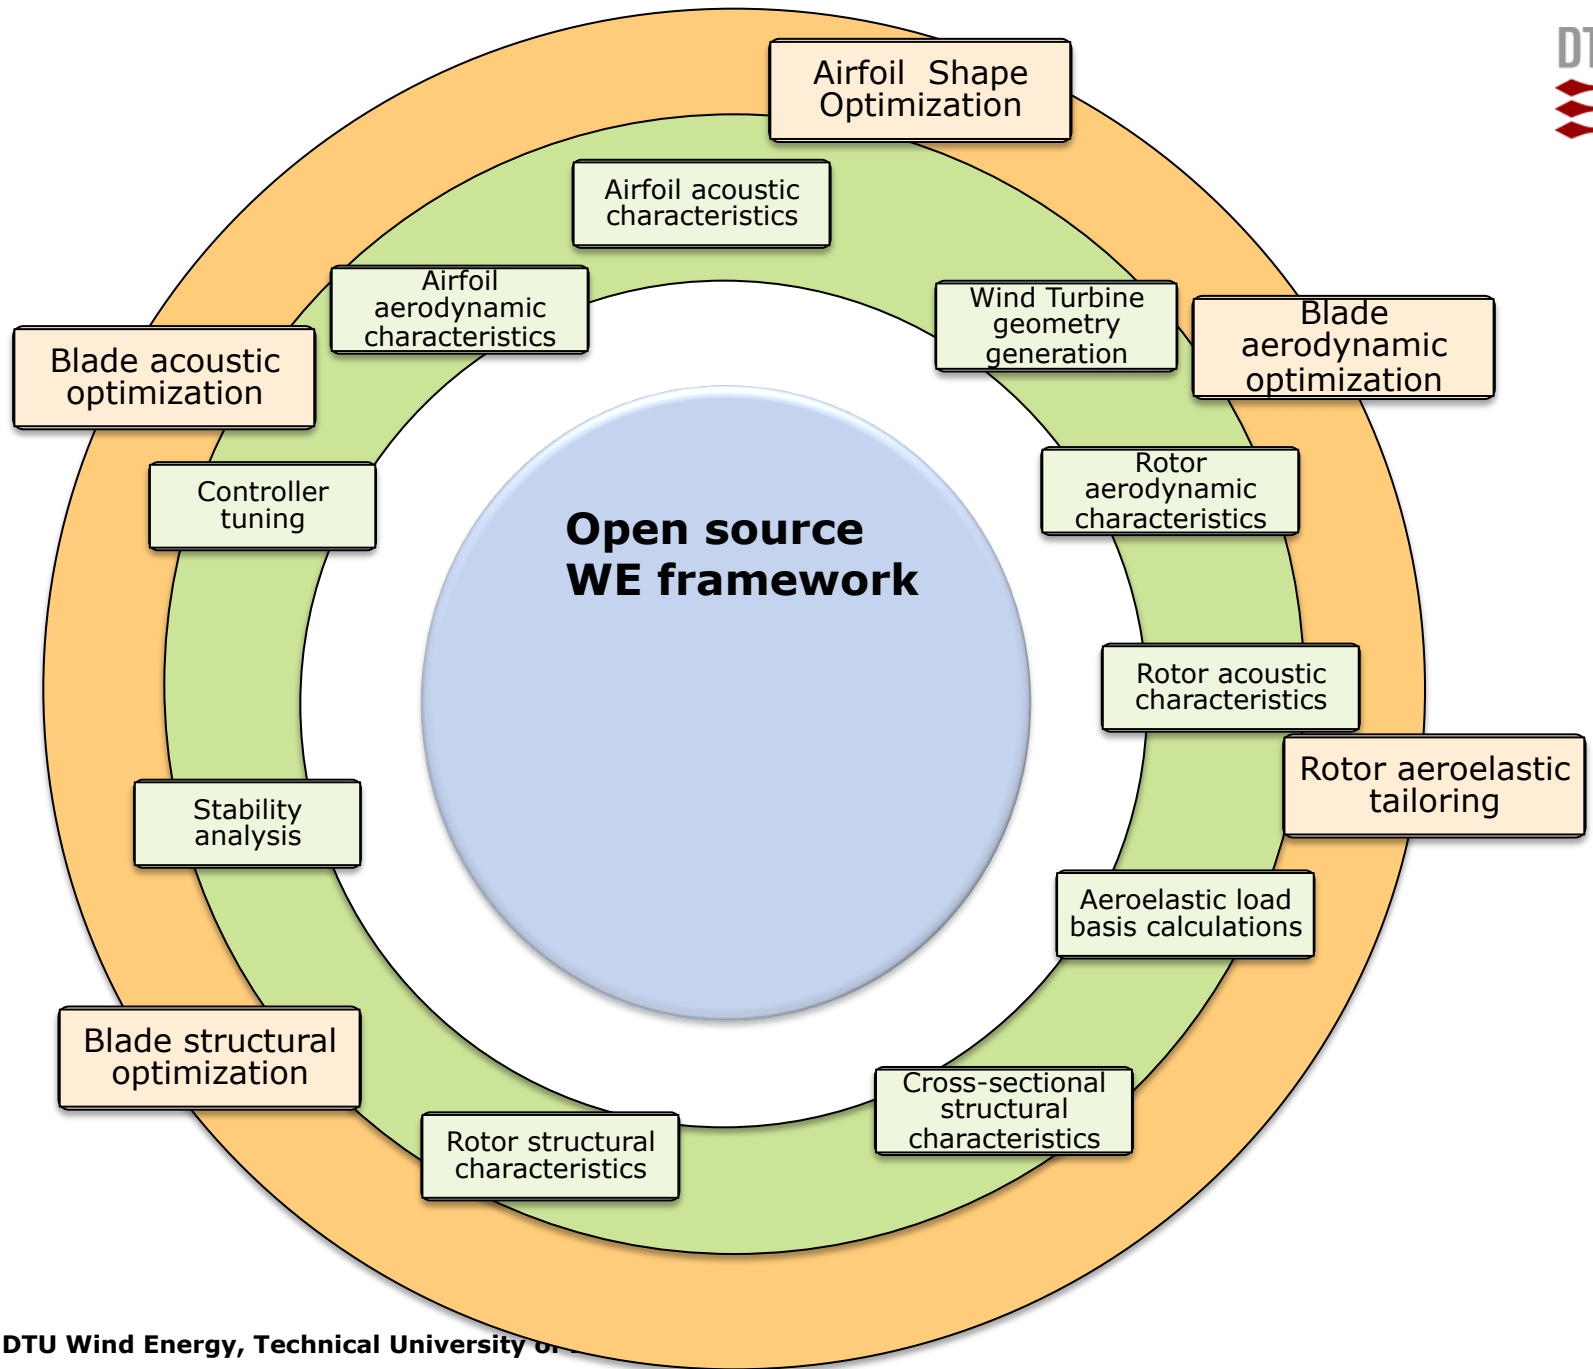 Airfoil Shape
Optimization
DT
Airfoil acoustic
characteristics
Airfoil
aerodynamic
characteristics
Wind Turbine
geometry
generation
Blade
aerodynamic
optimization
Blade acoustic
optimization
Controller
tuning
Rotor
aerodynamic
characteristics
Open source
WE framework
Rotor acoustic
characteristics
Rotor aeroelastic
tailoring
Stability
analysis
Aeroelastic load
basis calculations
Blade structural
optimization
Cross-sectional
structural
characteristics
Rotor structural
characteristics
DTU Wind Energy, Technical University of